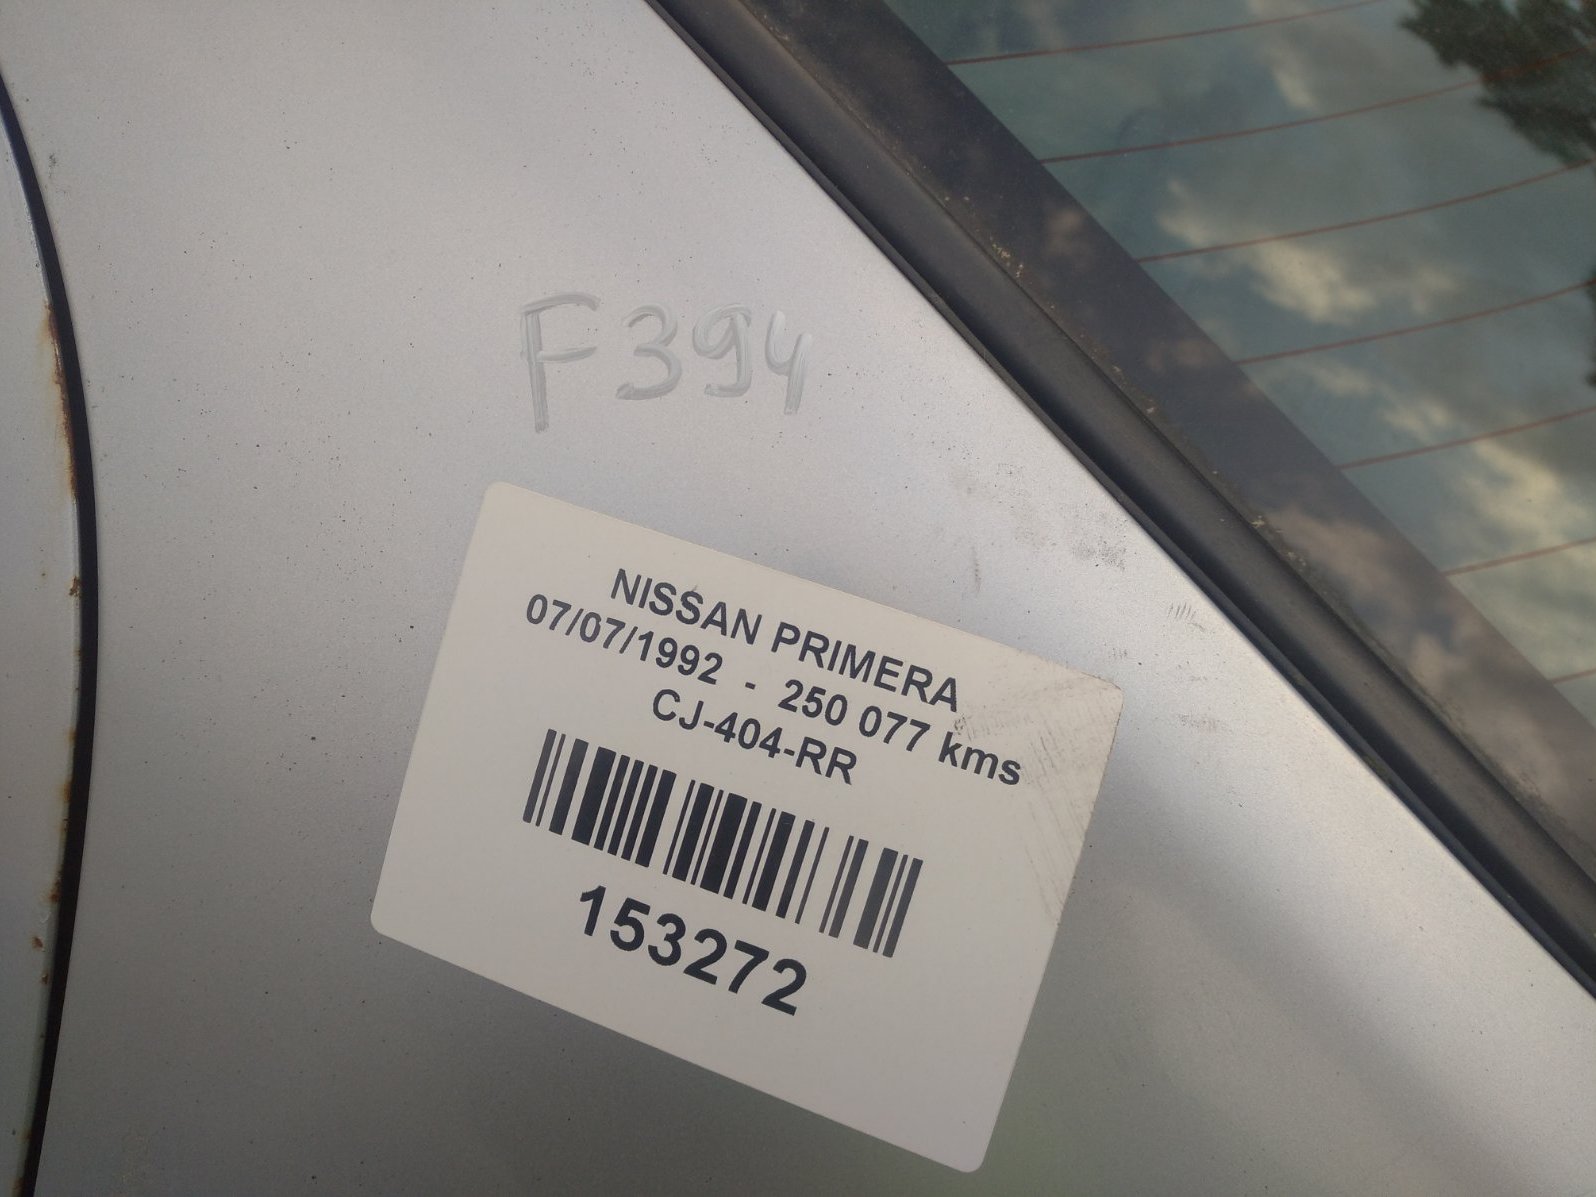 F394
NISSAN PRIMERA
07/07/1992 - 250 077 kms
CJ-404-RR
153272